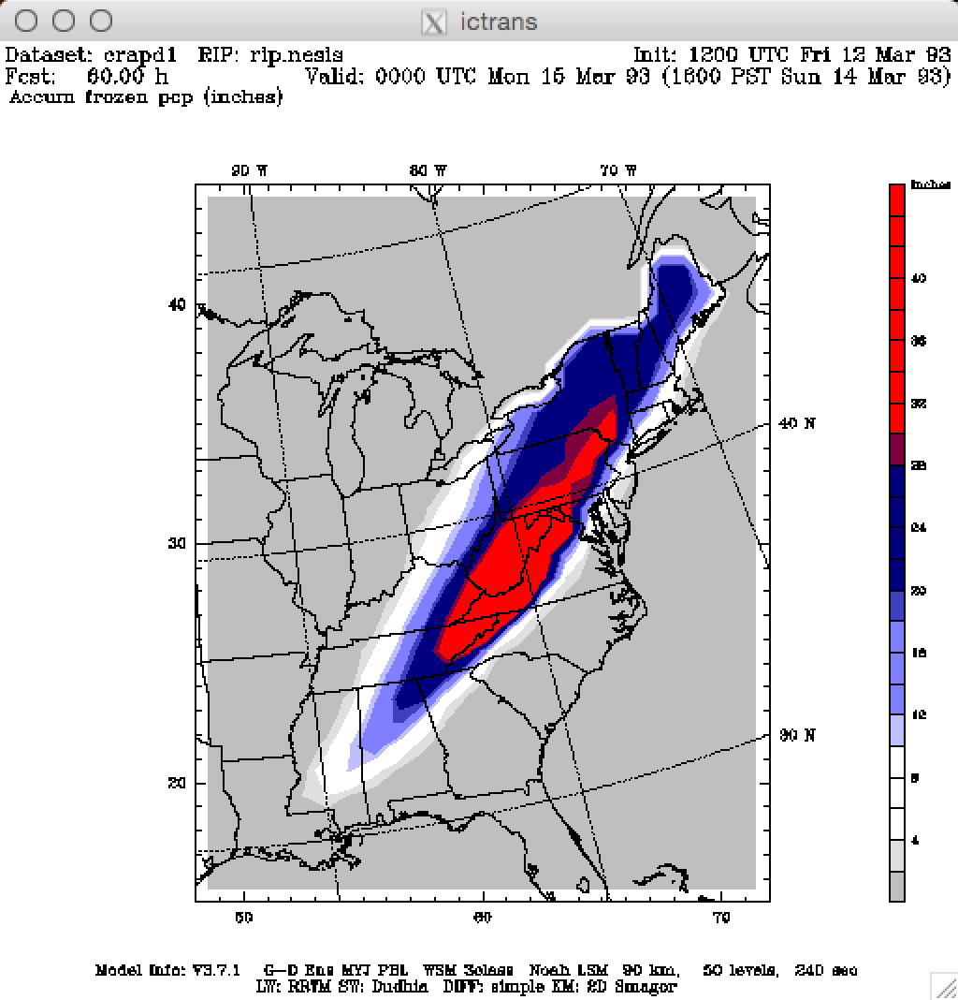 ictrans
Dataset: crapd1 RIP: rip.nesis Init: 1200 UTC Fri 12 Mar 93
Fcst: 60.00 h Valid: 0000 UTC Mon 15 Mar 93 (1600 PST Sun 14 Mar 93)
Accum frozen pcp (inches)
90 W 80 W 70 W
inches
40
40
36
32
40 N
28
24
30
20
16
12
30 N
20
8
4
50 60 70
Model Info: V3.7.1 G-D Ens MYJ PBL WSM 3class Noah LSM 90 km, 50 levels, 240 sec
LW: RRTM SW: Dudhia DIFF: simple KM: 2D Smagor